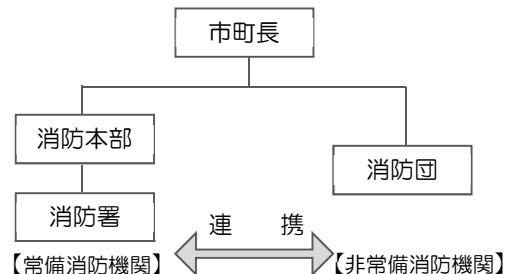 市町長
消防本部
消防団
消防署
連　携
【常備消防機関】
【非常備消防機関】